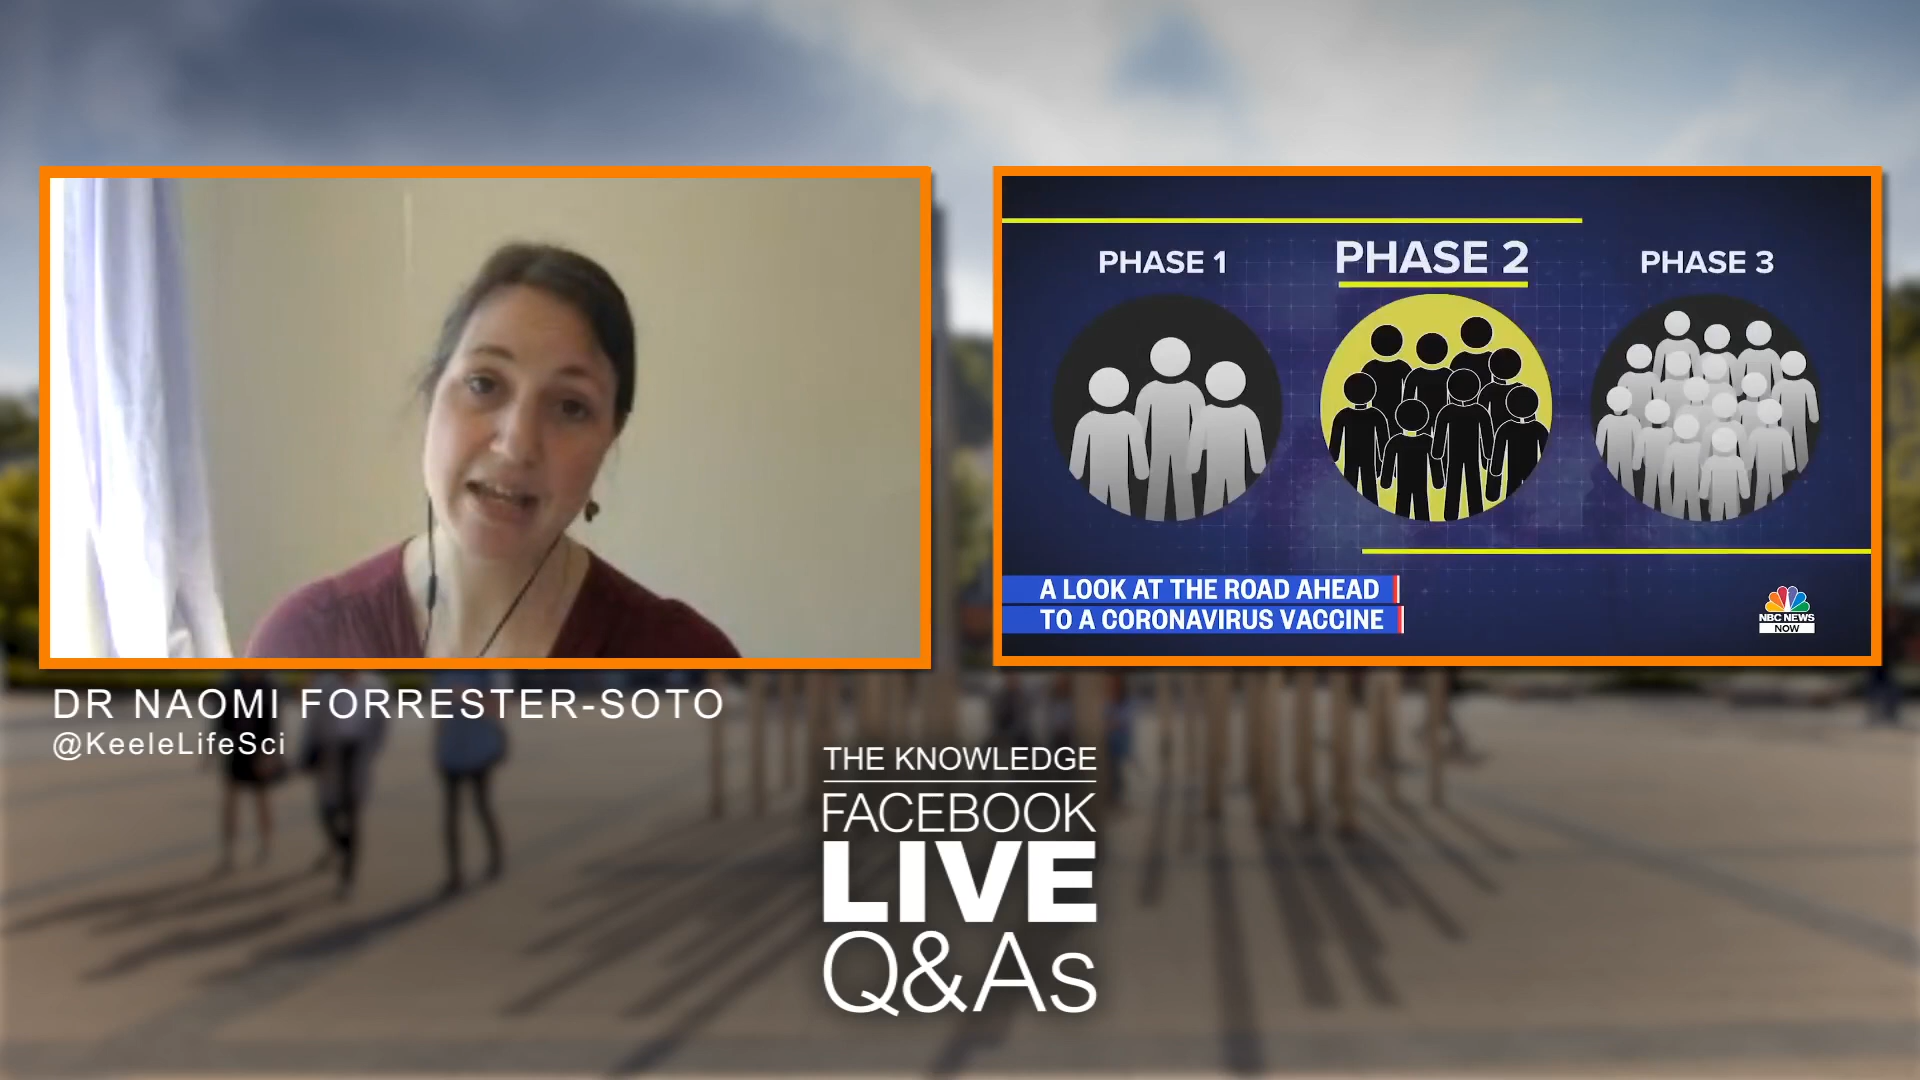 PHASE 1
PHASE 2
PHASE 3
A LOOK AT THE ROAD AHEAD
TO A CORONAVIRUS VACCINE
NBC NEWS
NOW
DR NAOMI FORRESTER-SOTO
@KeeleLifeSci
THE KNOWLEDGE
FACEBOOK
LIVE
Q&As